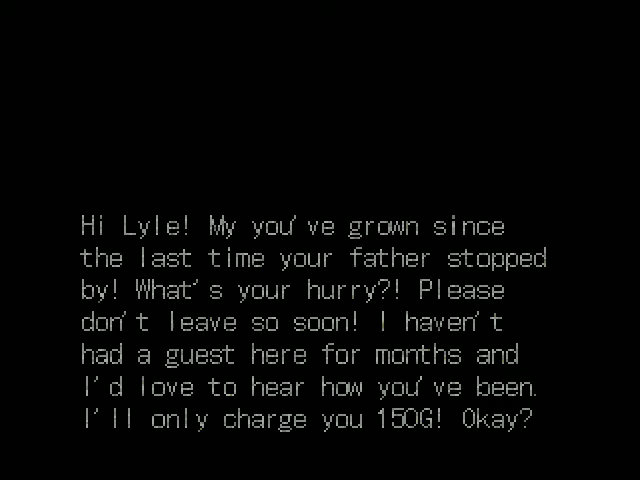 Hi Lyle! My you've grown since
the last time your father stopped
by! What's your hurry?! Please
don't leave so soon! I haven't
had a guest here for months and
I'd love to hear how you've been.
I'll only charge you 150G! Okay?